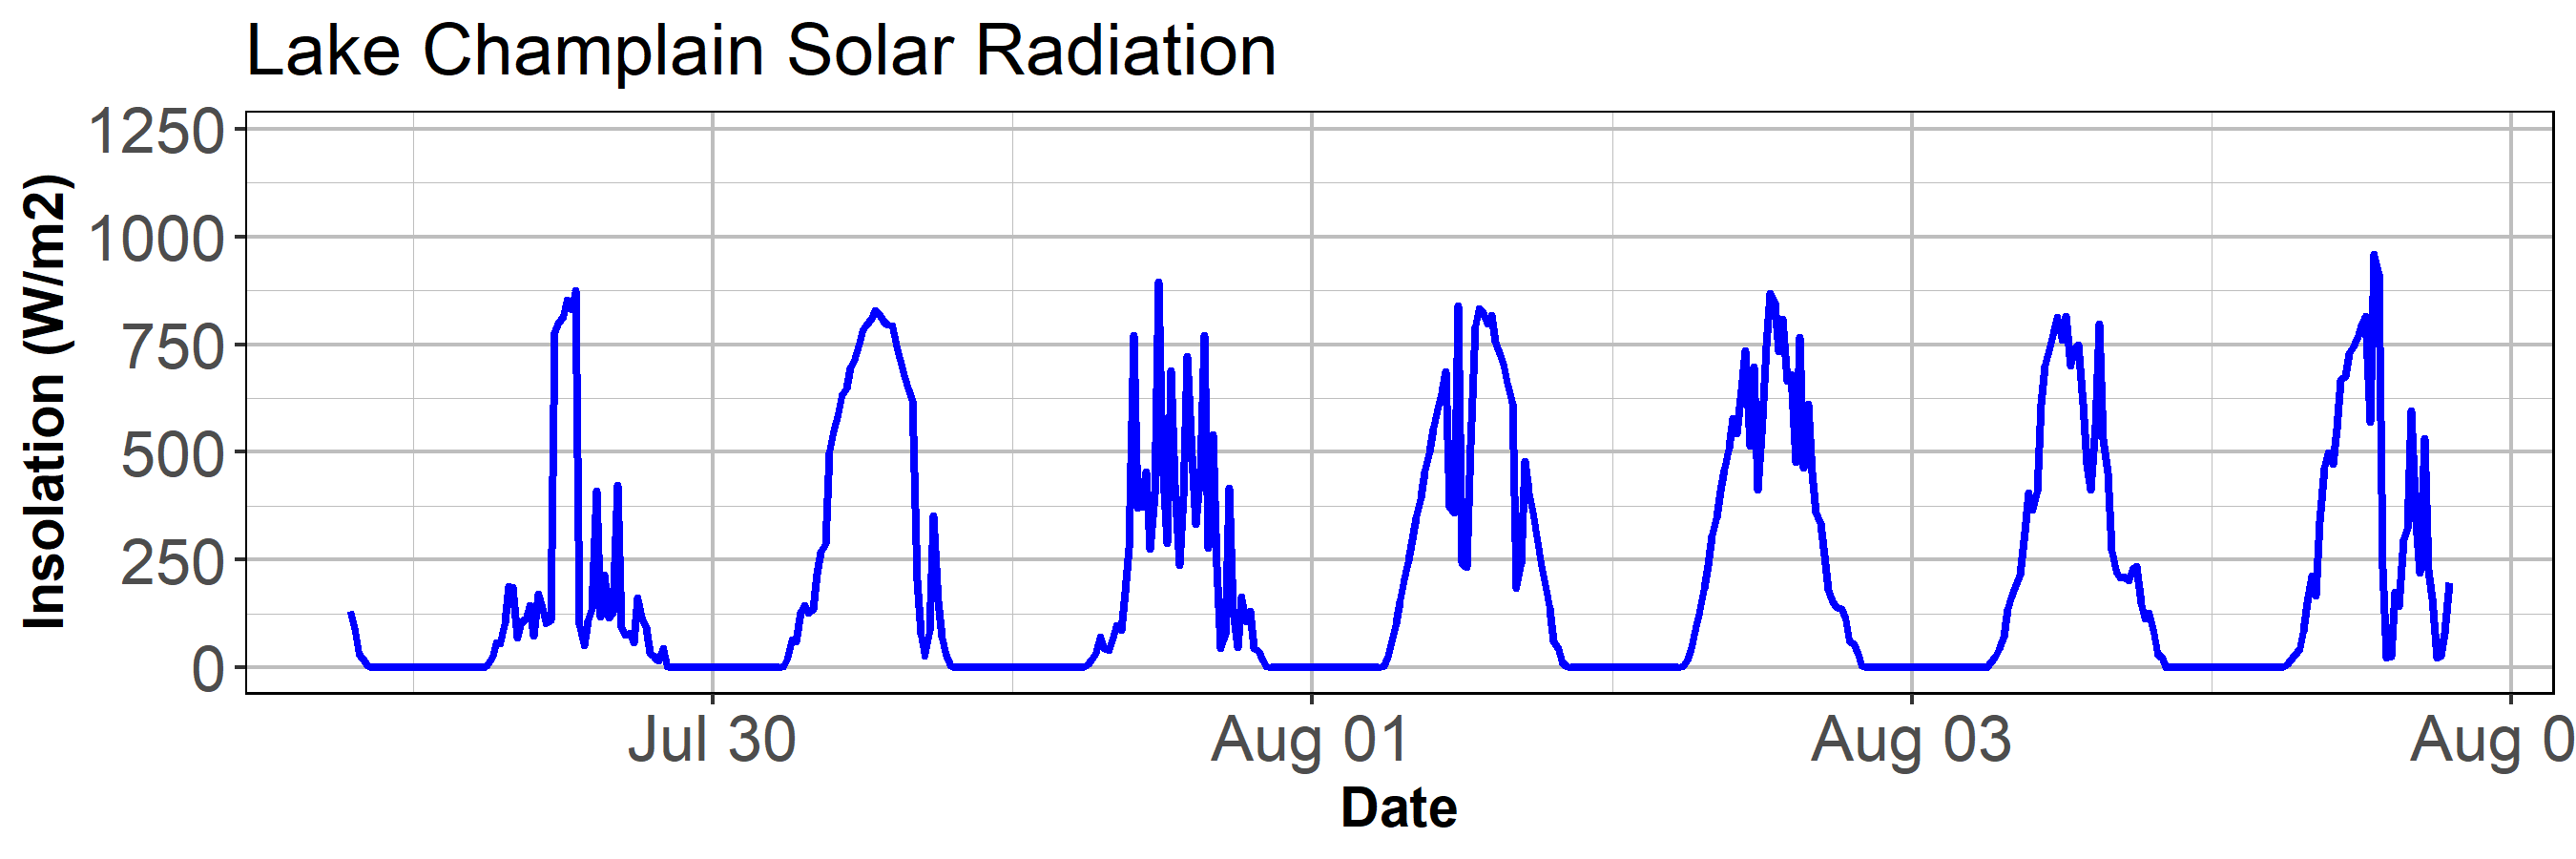 Lake Champlain Solar Radiation
1250
1000
750
500
250
0
Insolation (W/m2)
Jul 30
Aug 01
Aug 03
Aug 0
Date